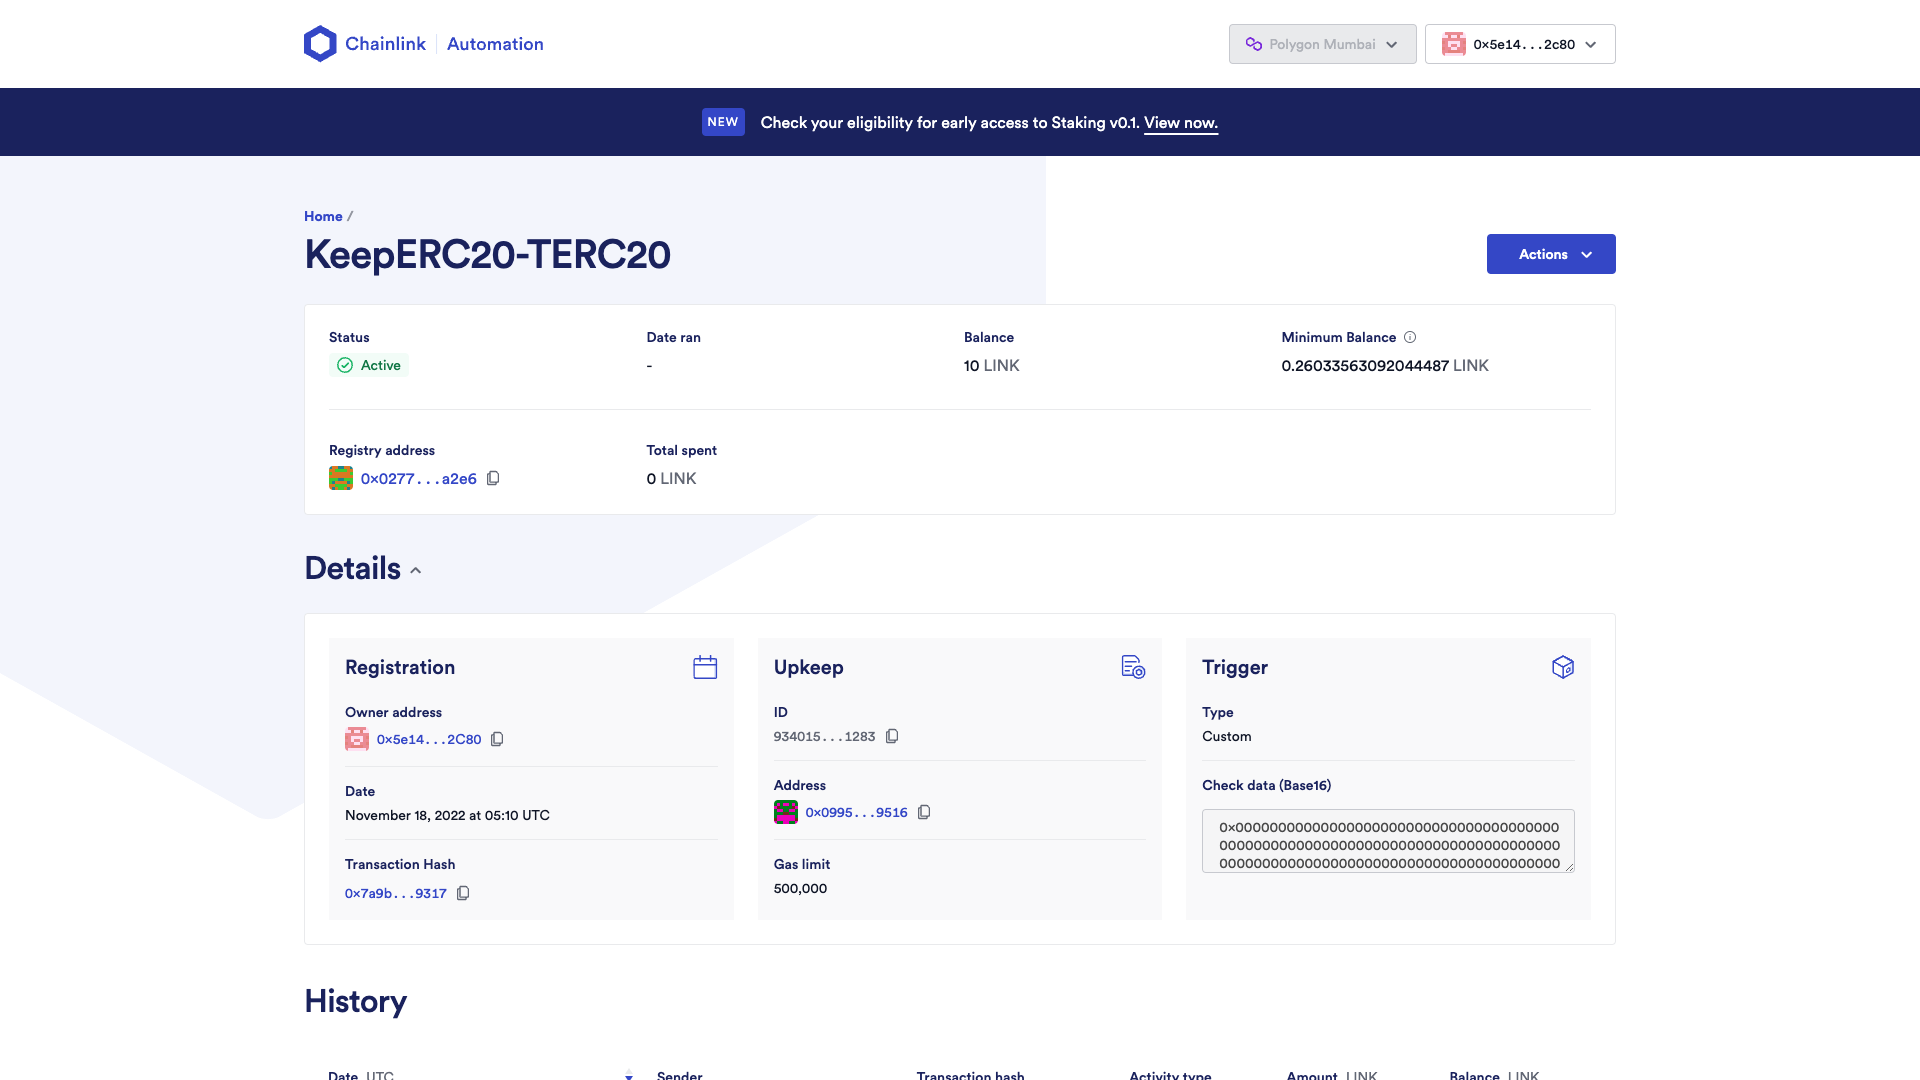 Chainlink | Automation
Polygon Mumbai
0x5e14...2c80
NEW
Check your eligibility for early access to Staking v0.1. View now.
Home /
KeepERC20-TERC20
Actions
Status
Date ran
Balance
Minimum Balance
Active
-
10 LINK
0.26033563092044487 LINK
Registry address
Total spent
0x0277...a2e6
0 LINK
Details
Registration
Owner address
0x5e14...2C80
Date
November 18, 2022 at 05:10 UTC
Transaction Hash
0x7a9b...9317
Upkeep
ID
934015...1283
Address
0x0995...9516
Gas limit
500,000
Trigger
Type
Custom
Check data (Base16)
0x00000000000000000000000000000000000000
0000000000000000000000000000000000000000
0000000000000000000000000000000000000000
History
Date UTC
Sender
Transaction hash
Activity type
Amount LINK
Balance LINK